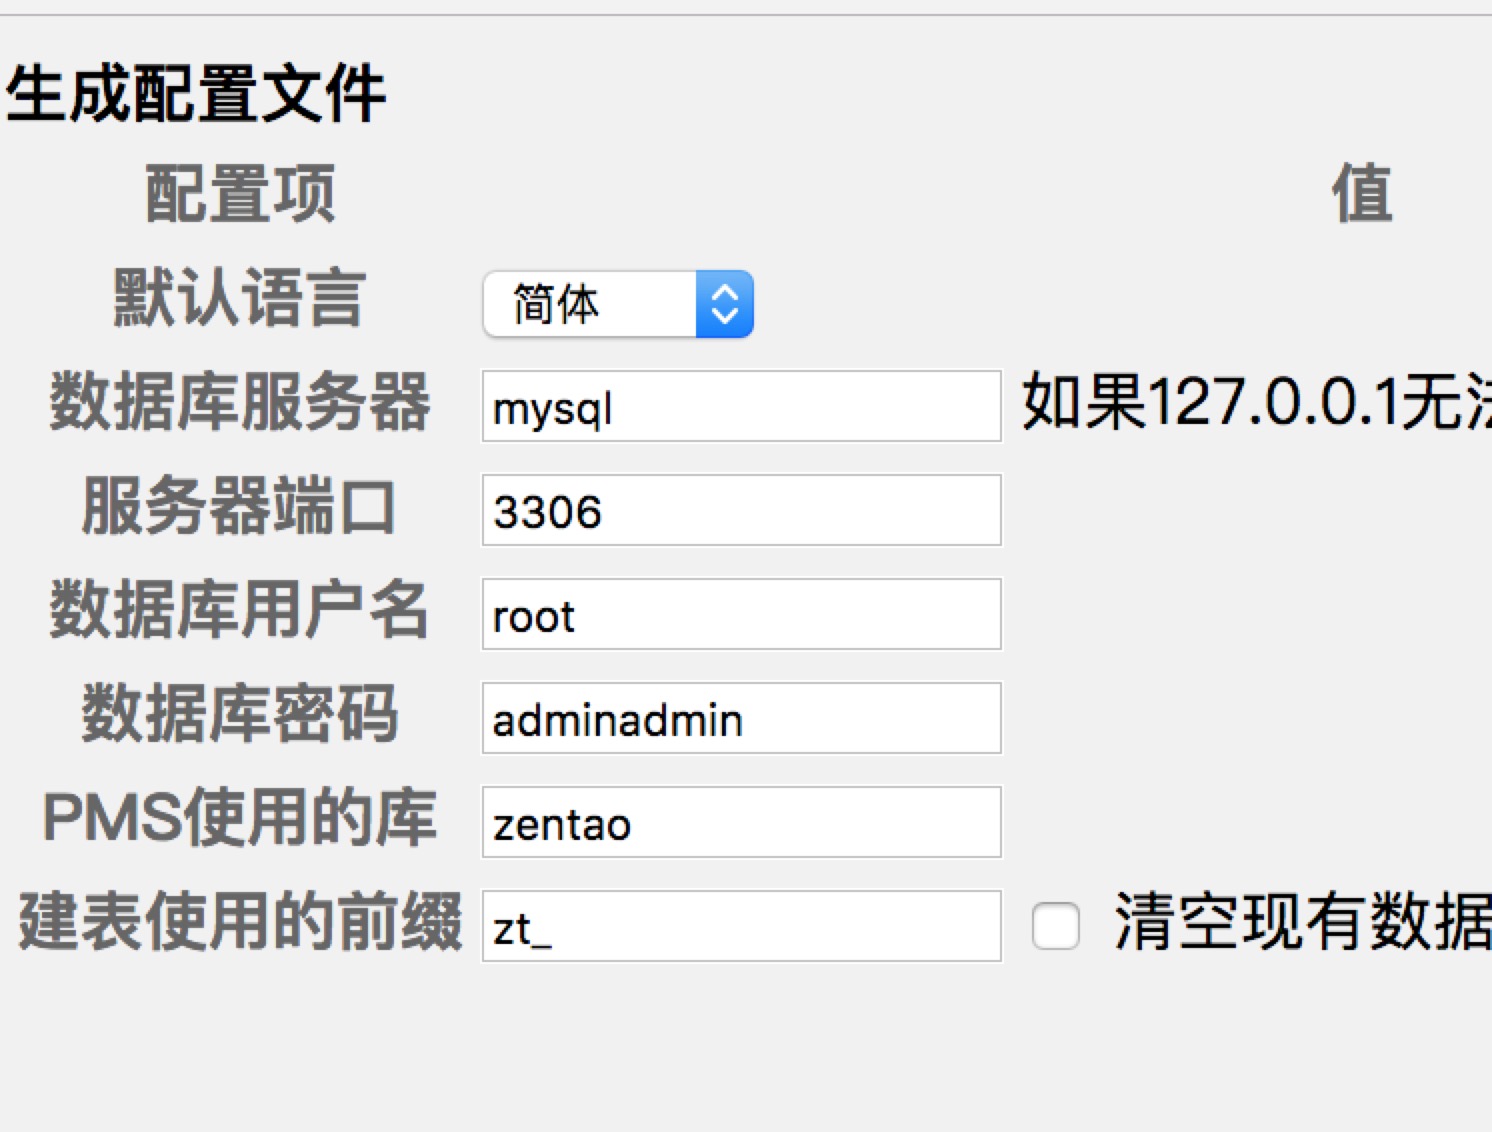 生成配置文件
配置项 值
默认语言 简体
数据库服务器 mysql 如果127.0.0.1无
服务器端口 3306
数据库用户名 root
数据库密码 adminadmin
PMS使用的库 zentao
建表使用的前缀 zt_ 清空现有数据